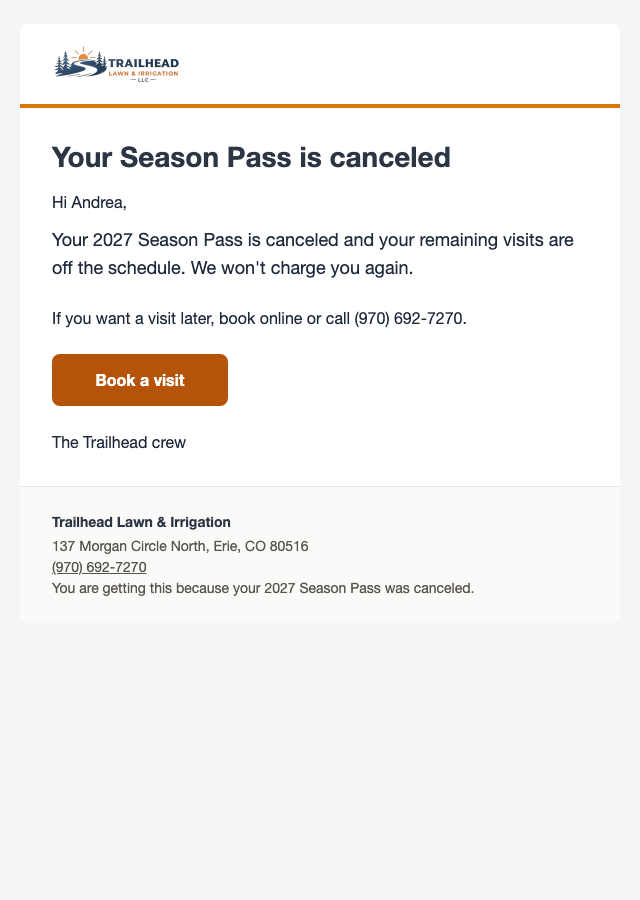 TRAILHEAD
LAWN & IRRIGATION
— LLC —
Your Season Pass is canceled
Hi Andrea,
Your 2027 Season Pass is canceled and your remaining visits are
off the schedule. We won't charge you again.
If you want a visit later, book online or call (970) 692-7270.
Book a visit
The Trailhead crew
Trailhead Lawn & Irrigation
137 Morgan Circle North, Erie, CO 80516
(970) 692-7270
You are getting this because your 2027 Season Pass was canceled.